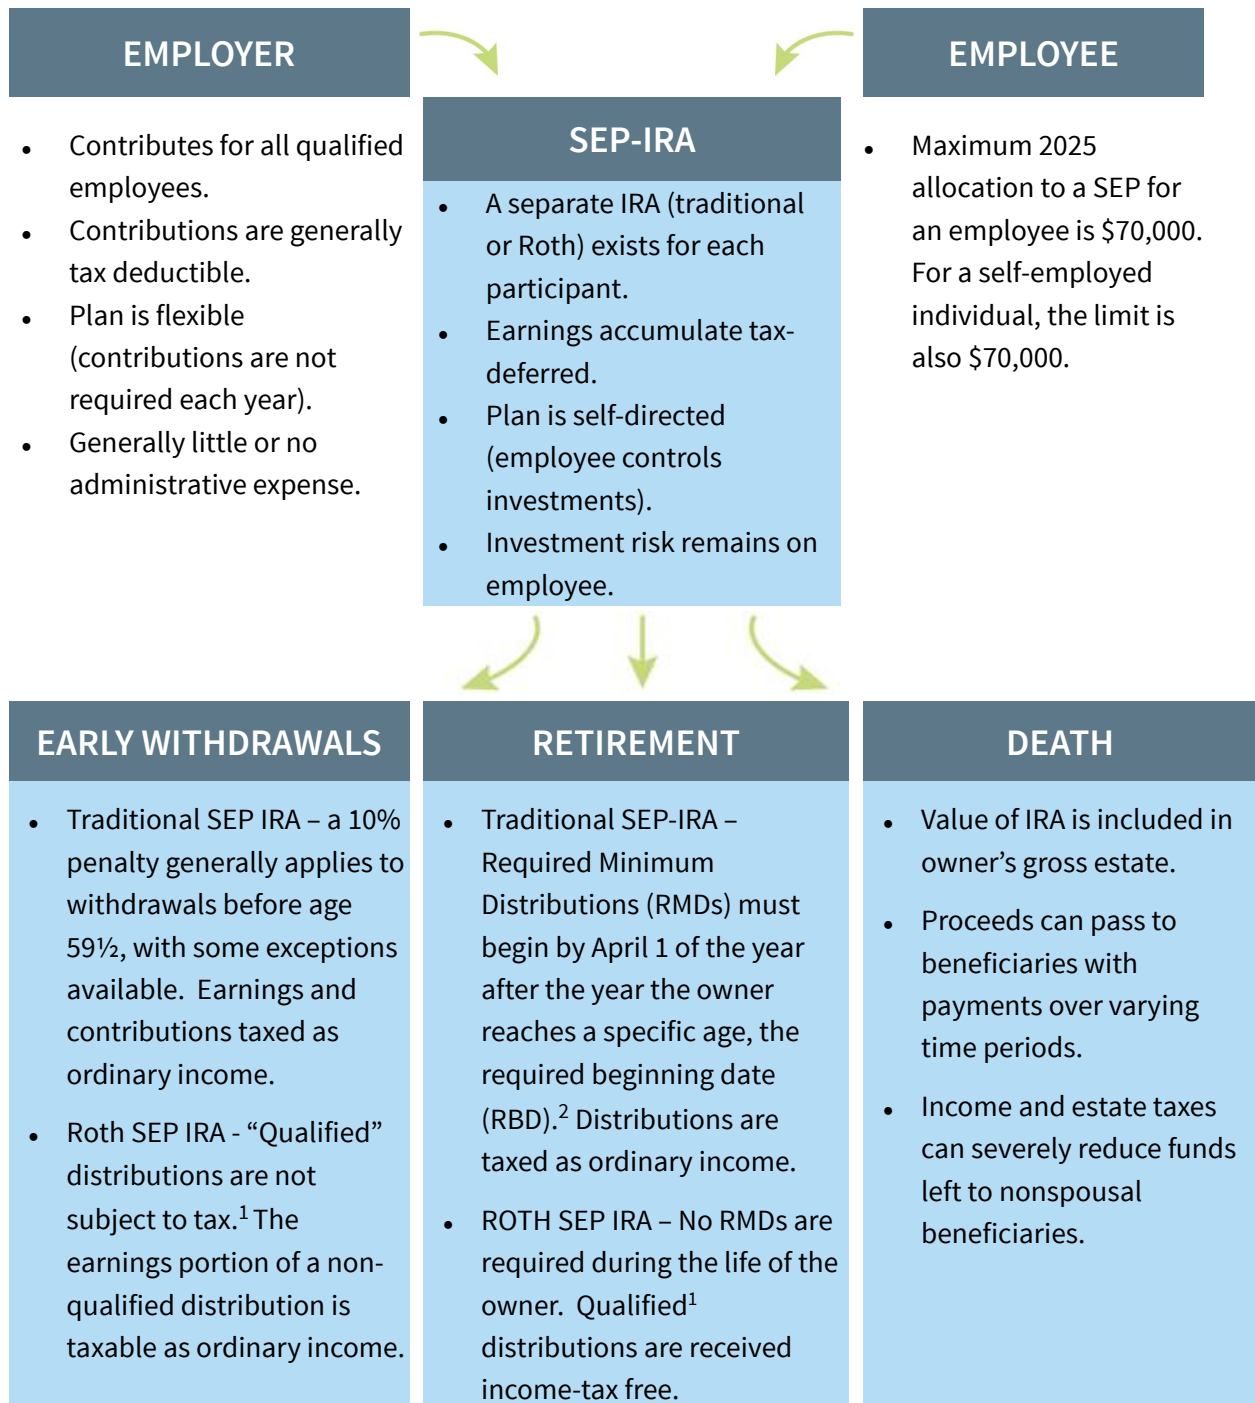 EMPLOYER
• Contributes for all qualified
employees.
• Contributions are generally
tax deductible.
• Plan is flexible
(contributions are not
required each year).
• Generally little or no
administrative expense.
SEP-IRA
• A separate IRA (traditional
or Roth) exists for each
participant.
• Earnings accumulate tax-
deferred.
• Plan is self-directed
(employee controls
investments).
• Investment risk remains on
employee.
EMPLOYEE
• Maximum 2025
allocation to a SEP for
an employee is $70,000.
For a self-employed
individual, the limit is
also $70,000.
EARLY WITHDRAWALS
• Traditional SEP IRA – a 10%
penalty generally applies to
withdrawals before age
59½, with some exceptions
available. Earnings and
contributions taxed as
ordinary income.
• Roth SEP IRA - “Qualified”
distributions are not
subject to tax.¹ The
earnings portion of a non-
qualified distribution is
taxable as ordinary income.
RETIREMENT
• Traditional SEP-IRA –
Required Minimum
Distributions (RMDs) must
begin by April 1 of the year
after the year the owner
reaches a specific age, the
required beginning date
(RBD).² Distributions are
taxed as ordinary income.
• ROTH SEP IRA – No RMDs are
required during the life of the
owner. Qualified¹
distributions are received
income-tax free.
DEATH
• Value of IRA is included in
owner’s gross estate.
• Proceeds can pass to
beneficiaries with
payments over varying
time periods.
• Income and estate taxes
can severely reduce funds
left to nonspousal
beneficiaries.